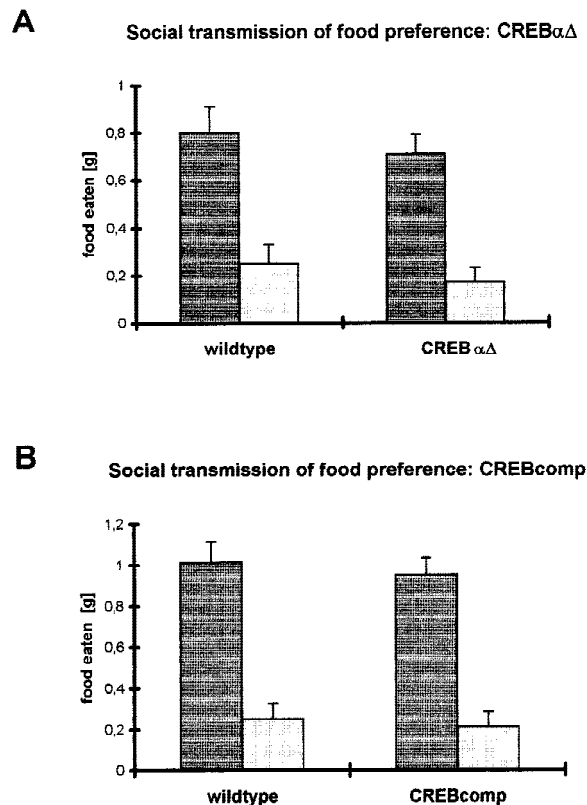 A
Social transmission of food preference: CREBαΔ
1
0,8
0,6
0,4
0,2
0
food eaten [g]
wildtype
CREB αΔ
B
Social transmission of food preference: CREBcomp
1,2
1
0,8
0,6
0,4
0,2
0
food eaten [g]
wildtype
CREBcomp